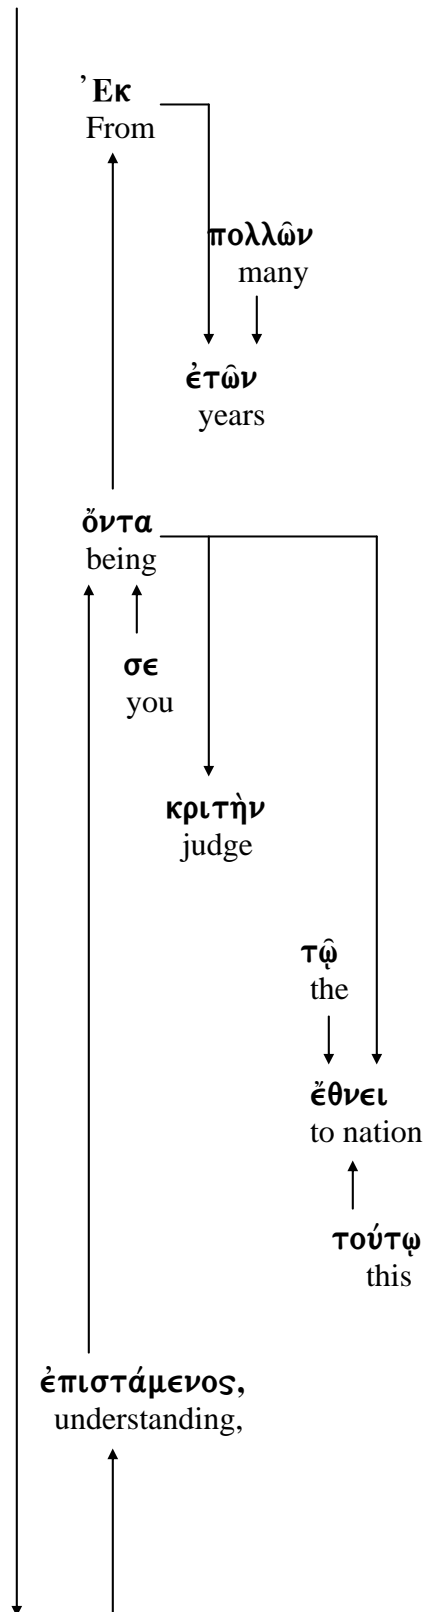 Ἐκ
From
πολλῶν
many
ἐτῶν
years
ὄντα
being
σε
you
κριτὴν
judge
τῷ
the
ἔθνει
to nation
τούτῳ
this
ἐπιστάμενος,
understanding,